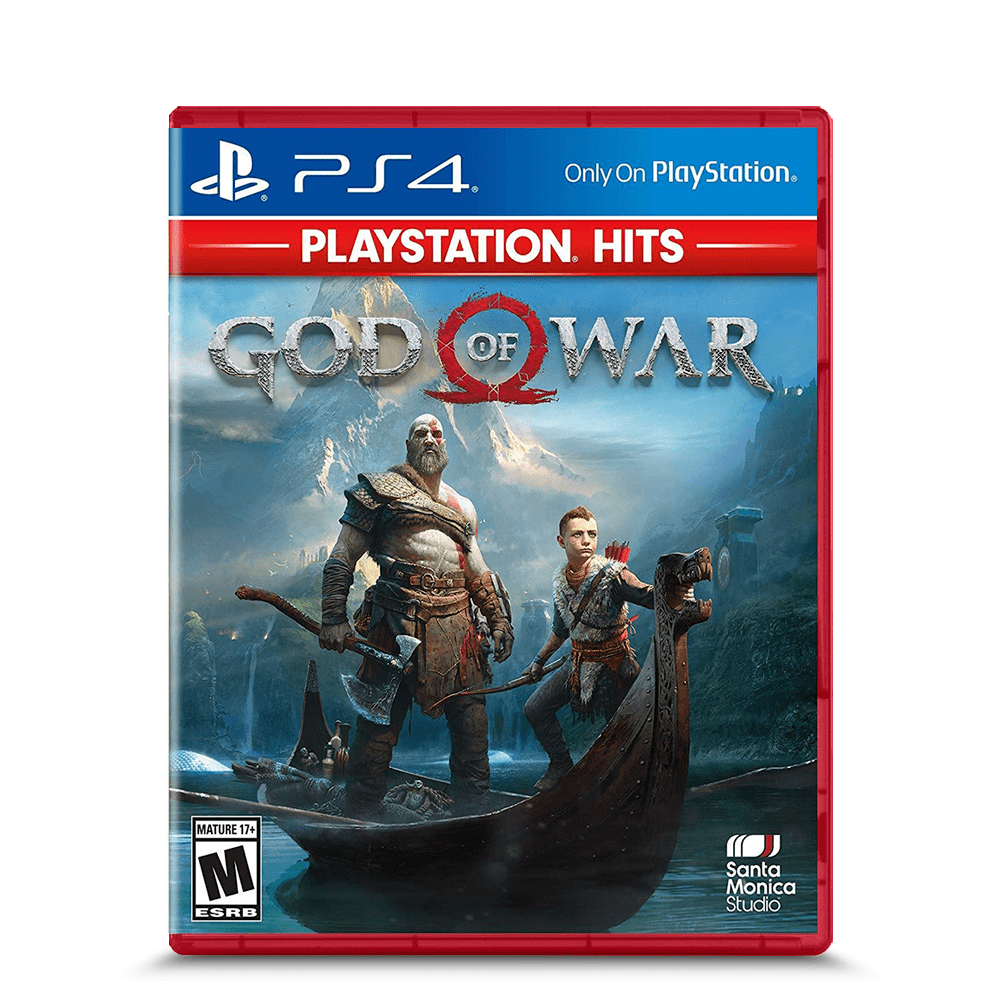 PS4
Only On PlayStation®
PLAYSTATION® HITS
GOD OF WAR
MATURE 17+
M
ESRB
Santa
Monica
Studio